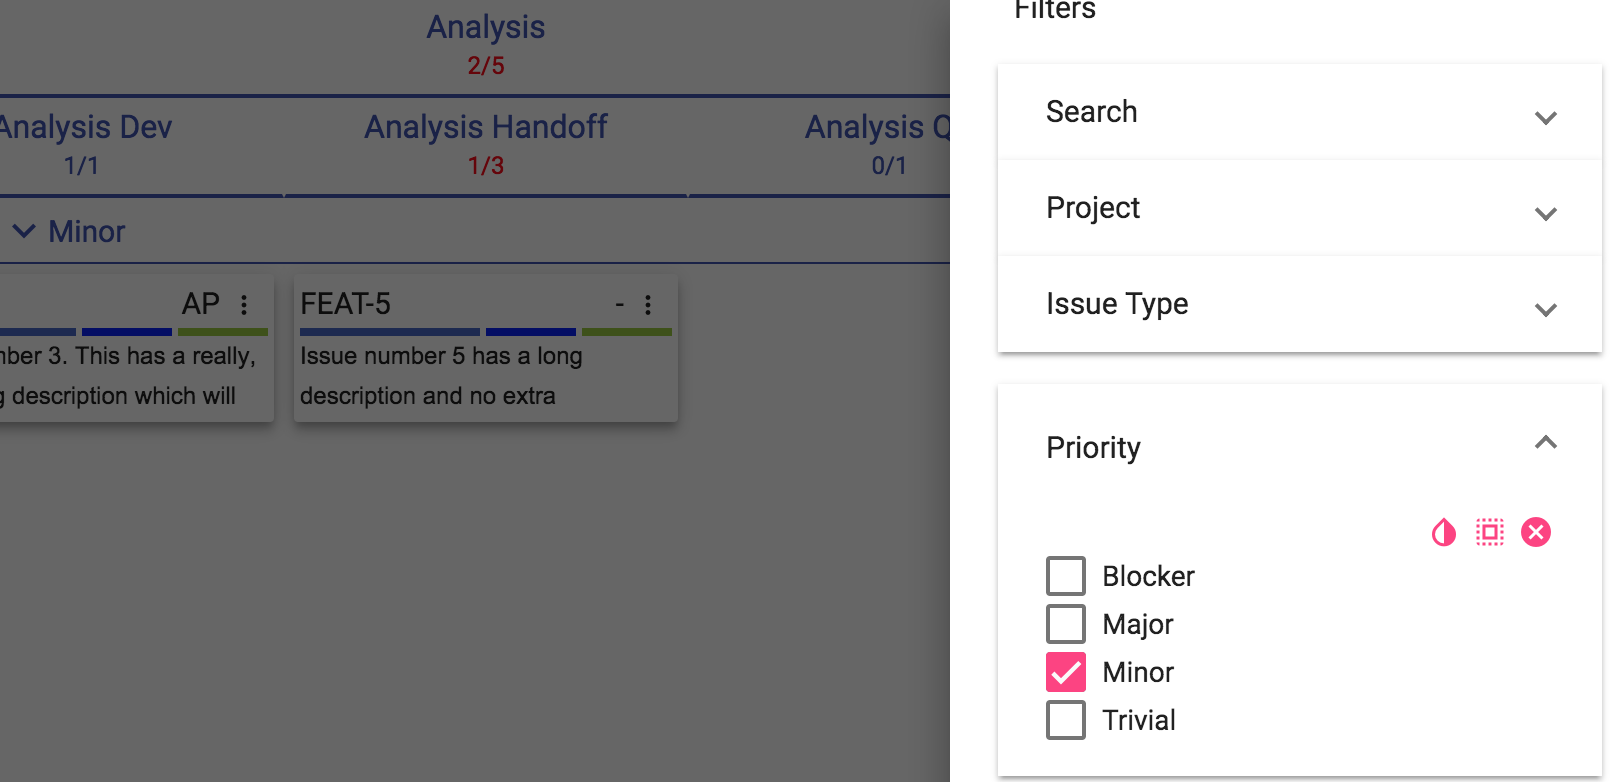 Analysis
2/5
Analysis Dev
1/1
Analysis Handoff
1/3
Analysis
0/1
Minor
AP
3. This has a really,
description which will
FEAT-5
-
Issue number 5 has a long
description and no extra
Filters
Search
Project
Issue Type
Priority
Blocker
Major
Minor
Trivial